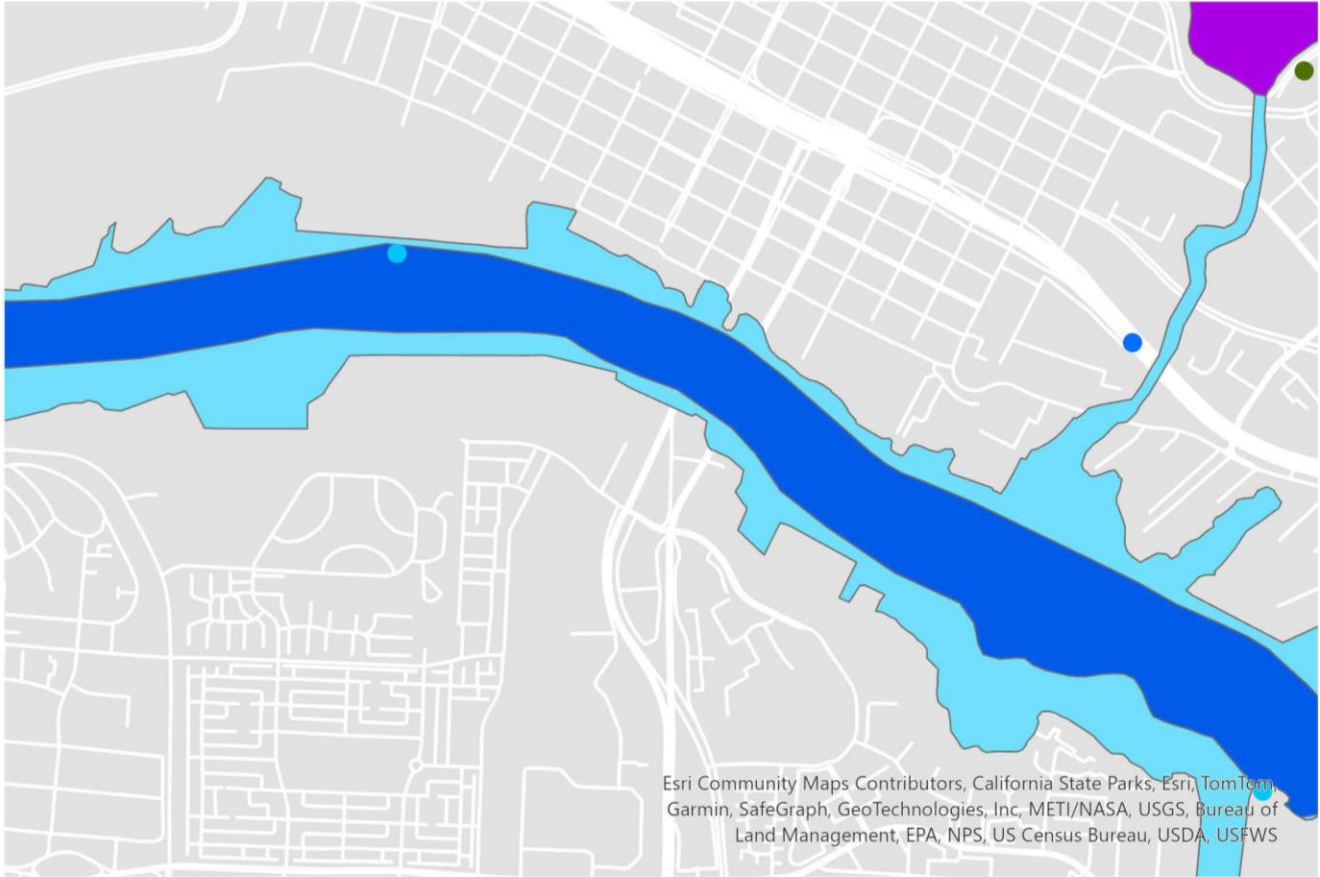 Esri Community Maps Contributors, California State Parks, Esri, TomTom,
Garmin, SafeGraph, GeoTechnologies, Inc, METI/NASA, USGS, Bureau of
Land Management, EPA, NPS, US Census Bureau, USDA, USFWS